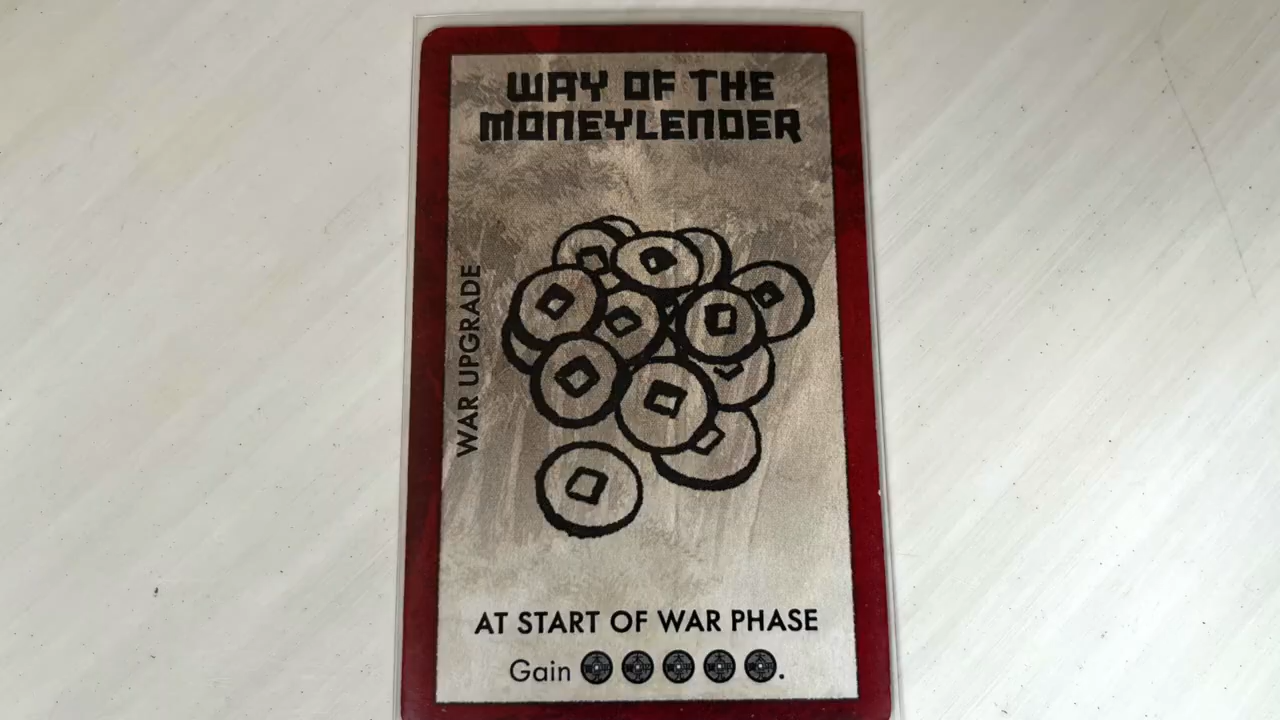 WAY OF THE
MONEYLENDER
WAR UPGRADE
AT START OF WAR PHASE
Gain .